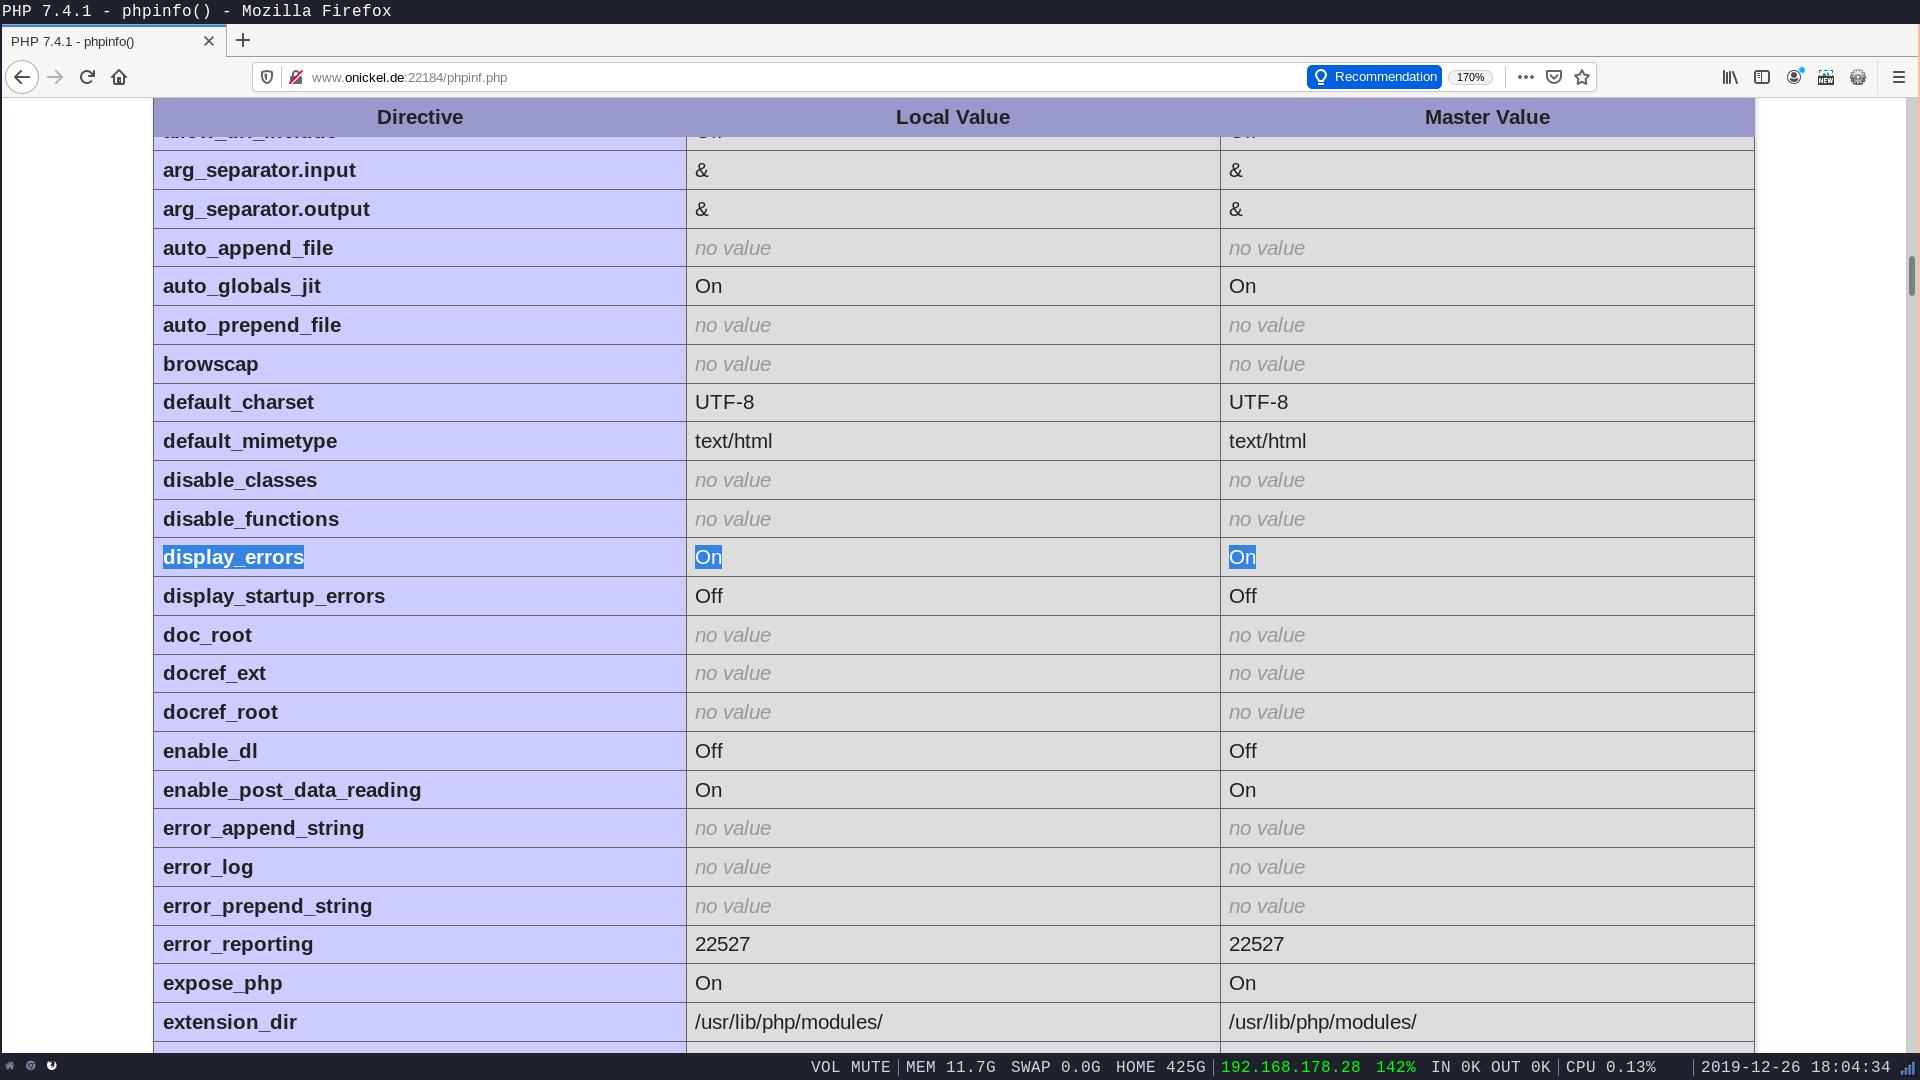 PHP 7.4.1 - phpinfo() - Mozilla Firefox
PHP 7.4.1 - phpinfo()
www.onickel.de:22184/phpinf.php Recommendation 170%
Directive Local Value Master Value
arg_separator.input & &
arg_separator.output & &
auto_append_file no value no value
auto_globals_jit On On
auto_prepend_file no value no value
browscap no value no value
default_charset UTF-8 UTF-8
default_mimetype text/html text/html
disable_classes no value no value
disable_functions no value no value
display_errors On On
display_startup_errors Off Off
doc_root no value no value
docref_ext no value no value
docref_root no value no value
enable_dl Off Off
enable_post_data_reading On On
error_append_string no value no value
error_log no value no value
error_prepend_string no value no value
error_reporting 22527 22527
expose_php On On
extension_dir /usr/lib/php/modules/ /usr/lib/php/modules/
VOL MUTE MEM 11.7G SWAP 0.0G HOME 425G 192.168.178.28 142% IN 0K OUT 0K CPU 0.13% 2019-12-26 18:04:34